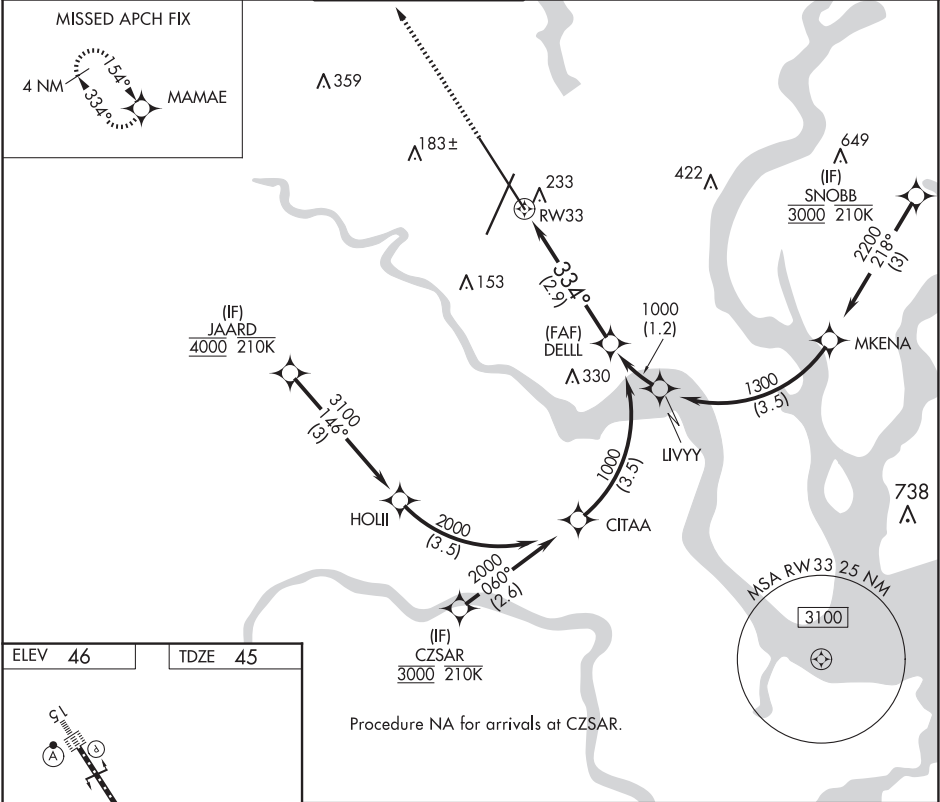 MISSED APCH FIX
4 NM
154°
334°
MAMAE
359
183±
233
RW33
422
649
(IF)
SNOBB
3000 210K
2200
218°
(3)
153
334°
(2.9)
1000
(1.2)
(FAF)
DELLL
MKENA
(IF)
JAARD
4000 210K
330
1300
(3.5)
3100
146°
(3)
LIVYY
1000
(3.5)
738
HOLII
2000
(3.5)
CITAA
2000
060°
(2.6)
MSA RW33 25 NM
3100
(IF)
CZSAR
3000 210K
Procedure NA for arrivals at CZSAR.
ELEV 46
TDZE 45
15
A
P